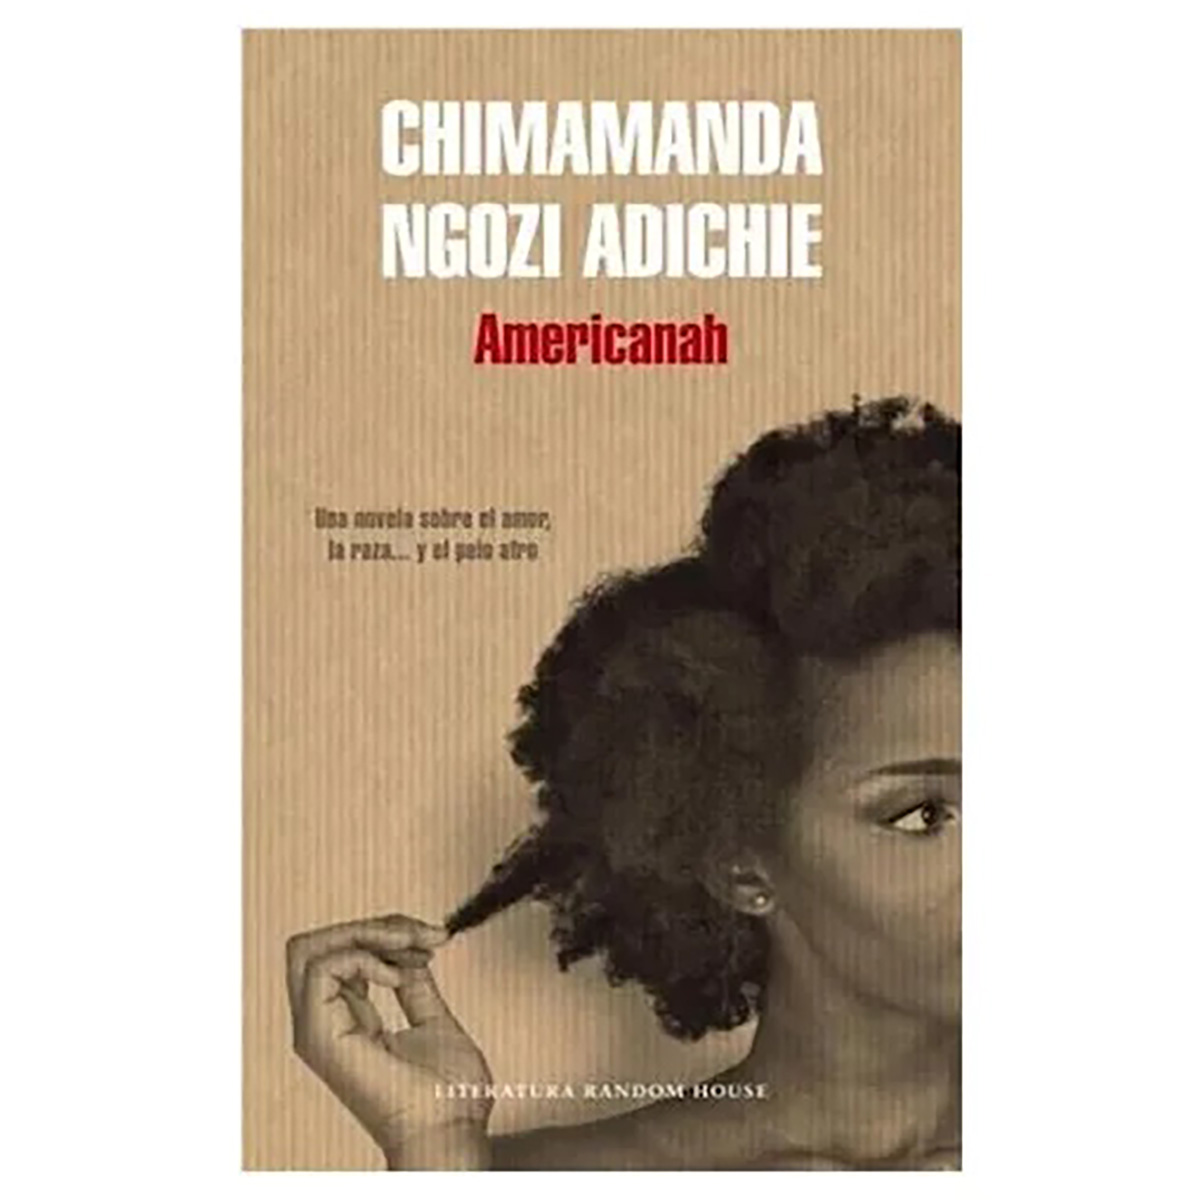 CHIMAMANDA
NGOZI ADICHIE
Americanah
Una novela sobre el amor,
la raza... y el pelo afro
LITERATURA RANDOM HOUSE